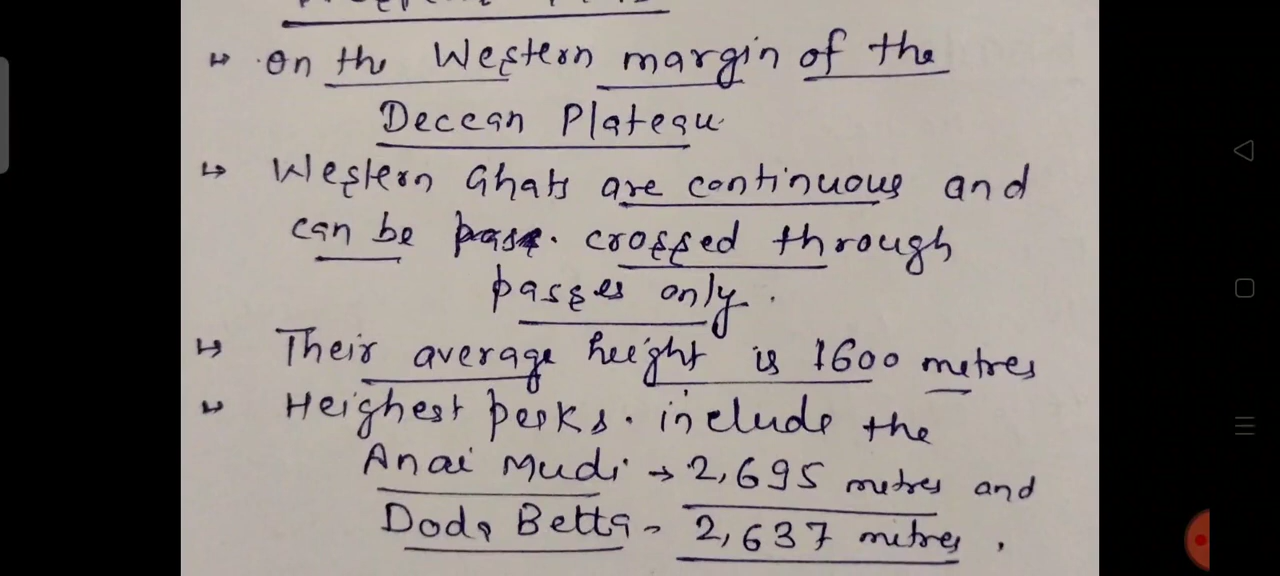 ↦ On the Western margin of the
Deccan Plateau
↦ Western Ghats are continuous and
can be crossed through
passes only.
↦ Their average height is 1600 metres
↦ Heighest perks. include the
Anai Mudi → 2,695 metres and
Doda Betta - 2,637 metres.